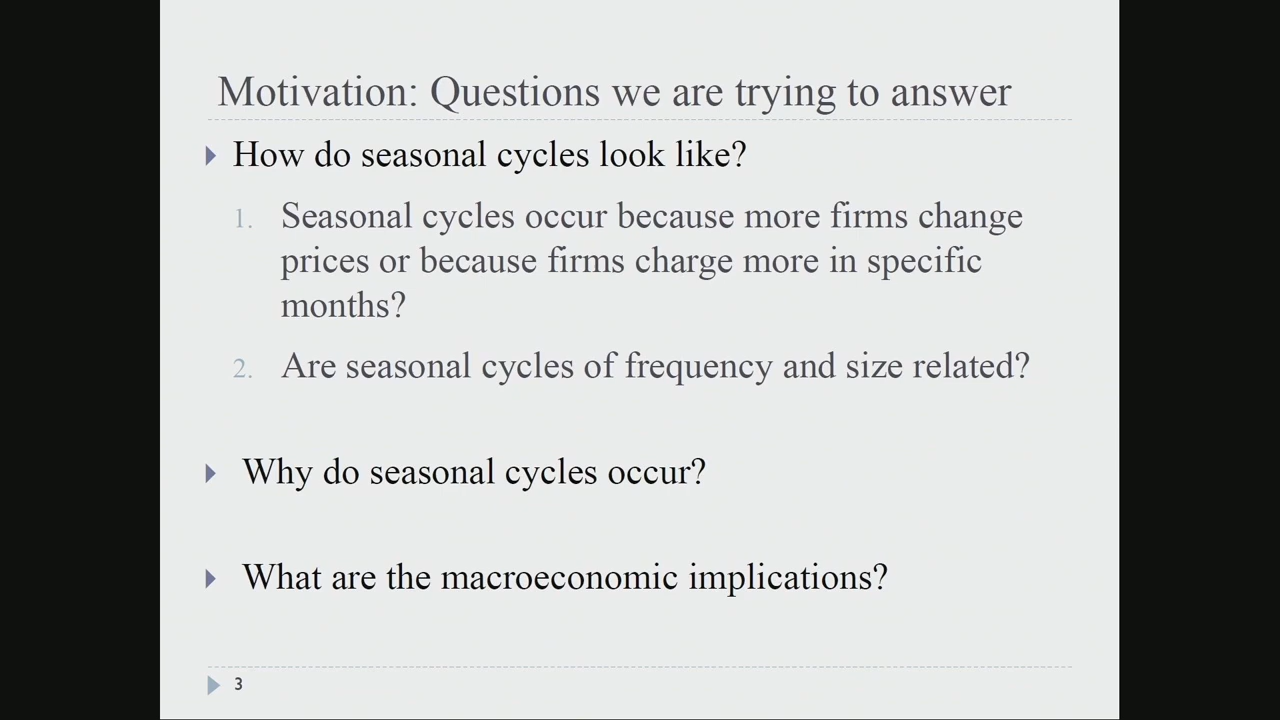 Motivation: Questions we are trying to answer
How do seasonal cycles look like?
1. Seasonal cycles occur because more firms change
prices or because firms charge more in specific
months?
2. Are seasonal cycles of frequency and size related?
Why do seasonal cycles occur?
What are the macroeconomic implications?
3